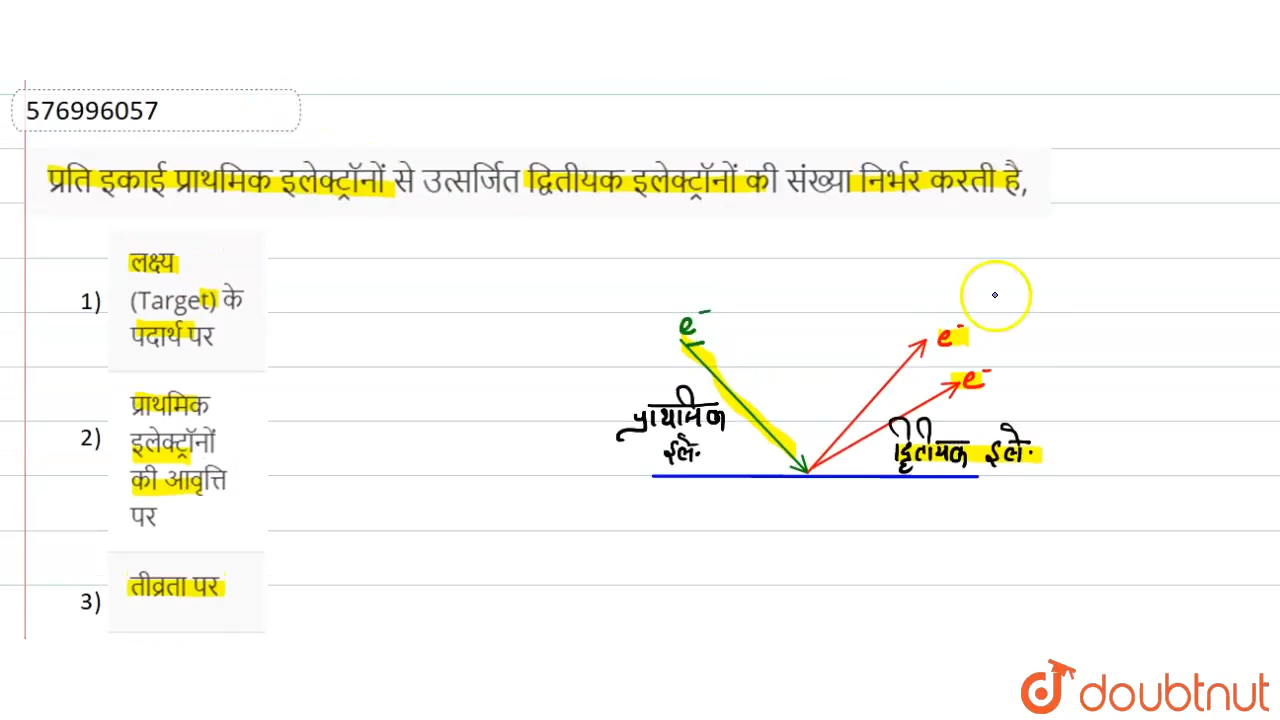 576996057
प्रति इकाई प्राथमिक इलेक्ट्रॉनों से उत्सर्जित द्वितीयक इलेक्ट्रॉनों की संख्या निर्भर करती है,
1)
लक्ष्य
(Target) के
पदार्थ पर
2)
प्राथमिक
इलेक्ट्रॉनों
की आवृत्ति
पर
3)
तीव्रता पर
e⁻
e⁻
e⁻
प्राथमिक
इले.
द्वितीयक इले.
doubtnut